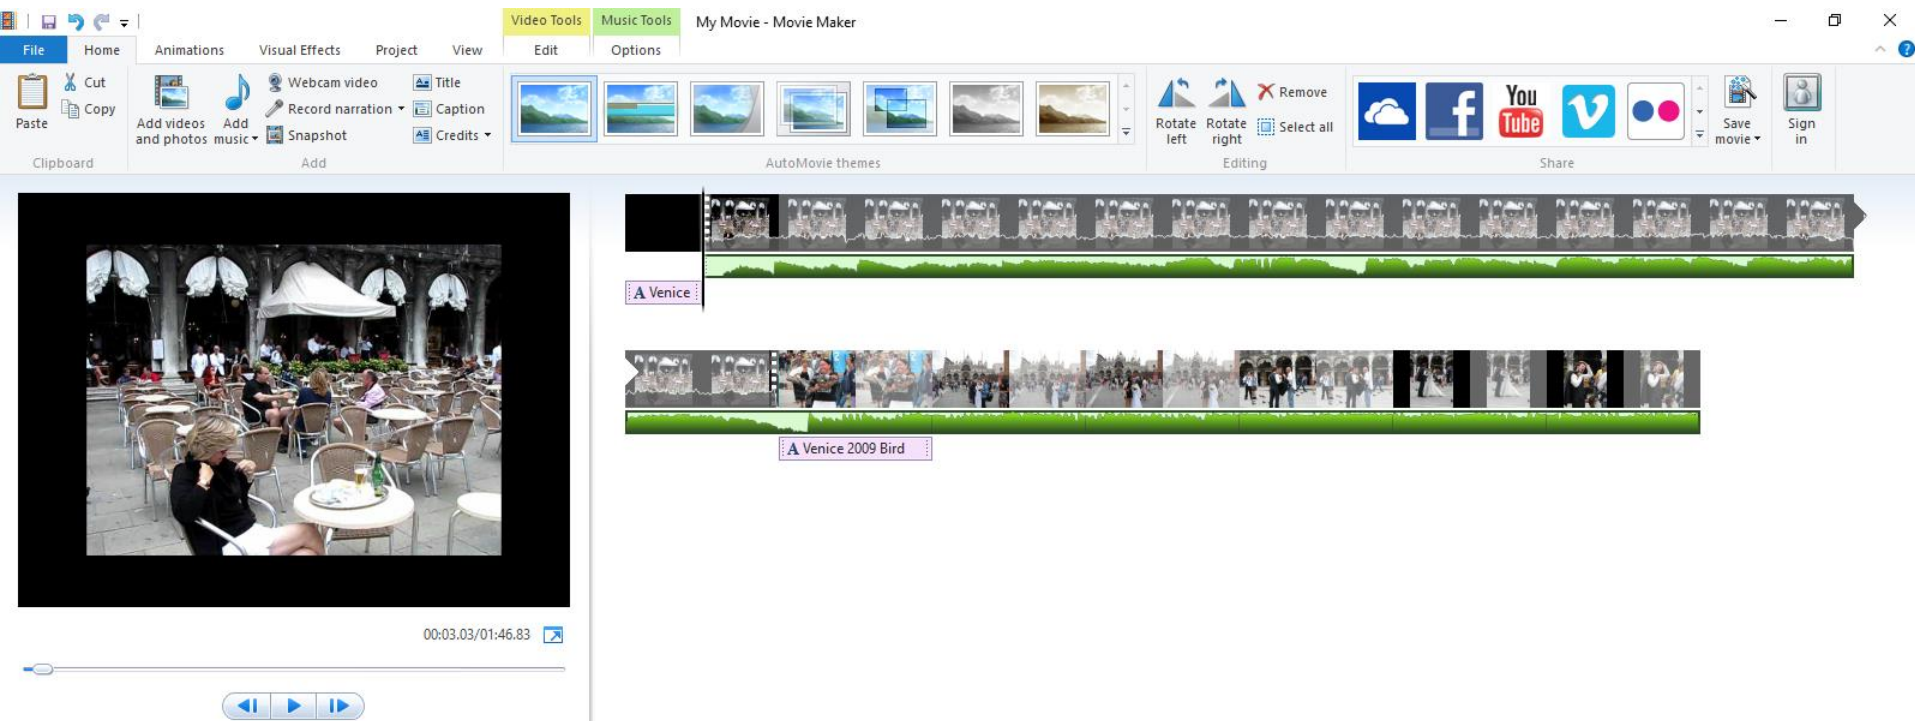 Video Tools Music Tools My Movie - Movie Maker
File Home Animations Visual Effects Project View Edit Options
Paste
Cut
Copy
Clipboard
Add videos
and photos
Add
music
Webcam video
Record narration
Snapshot
Title
Caption
Credits
Add
AutoMovie themes
Rotate
left
Rotate
right
Remove
Select all
Editing
f
You
Tube
V
Share
Save
movie
Sign
in
A Venice
A Venice 2009 Bird
00:03.03/01:46.83